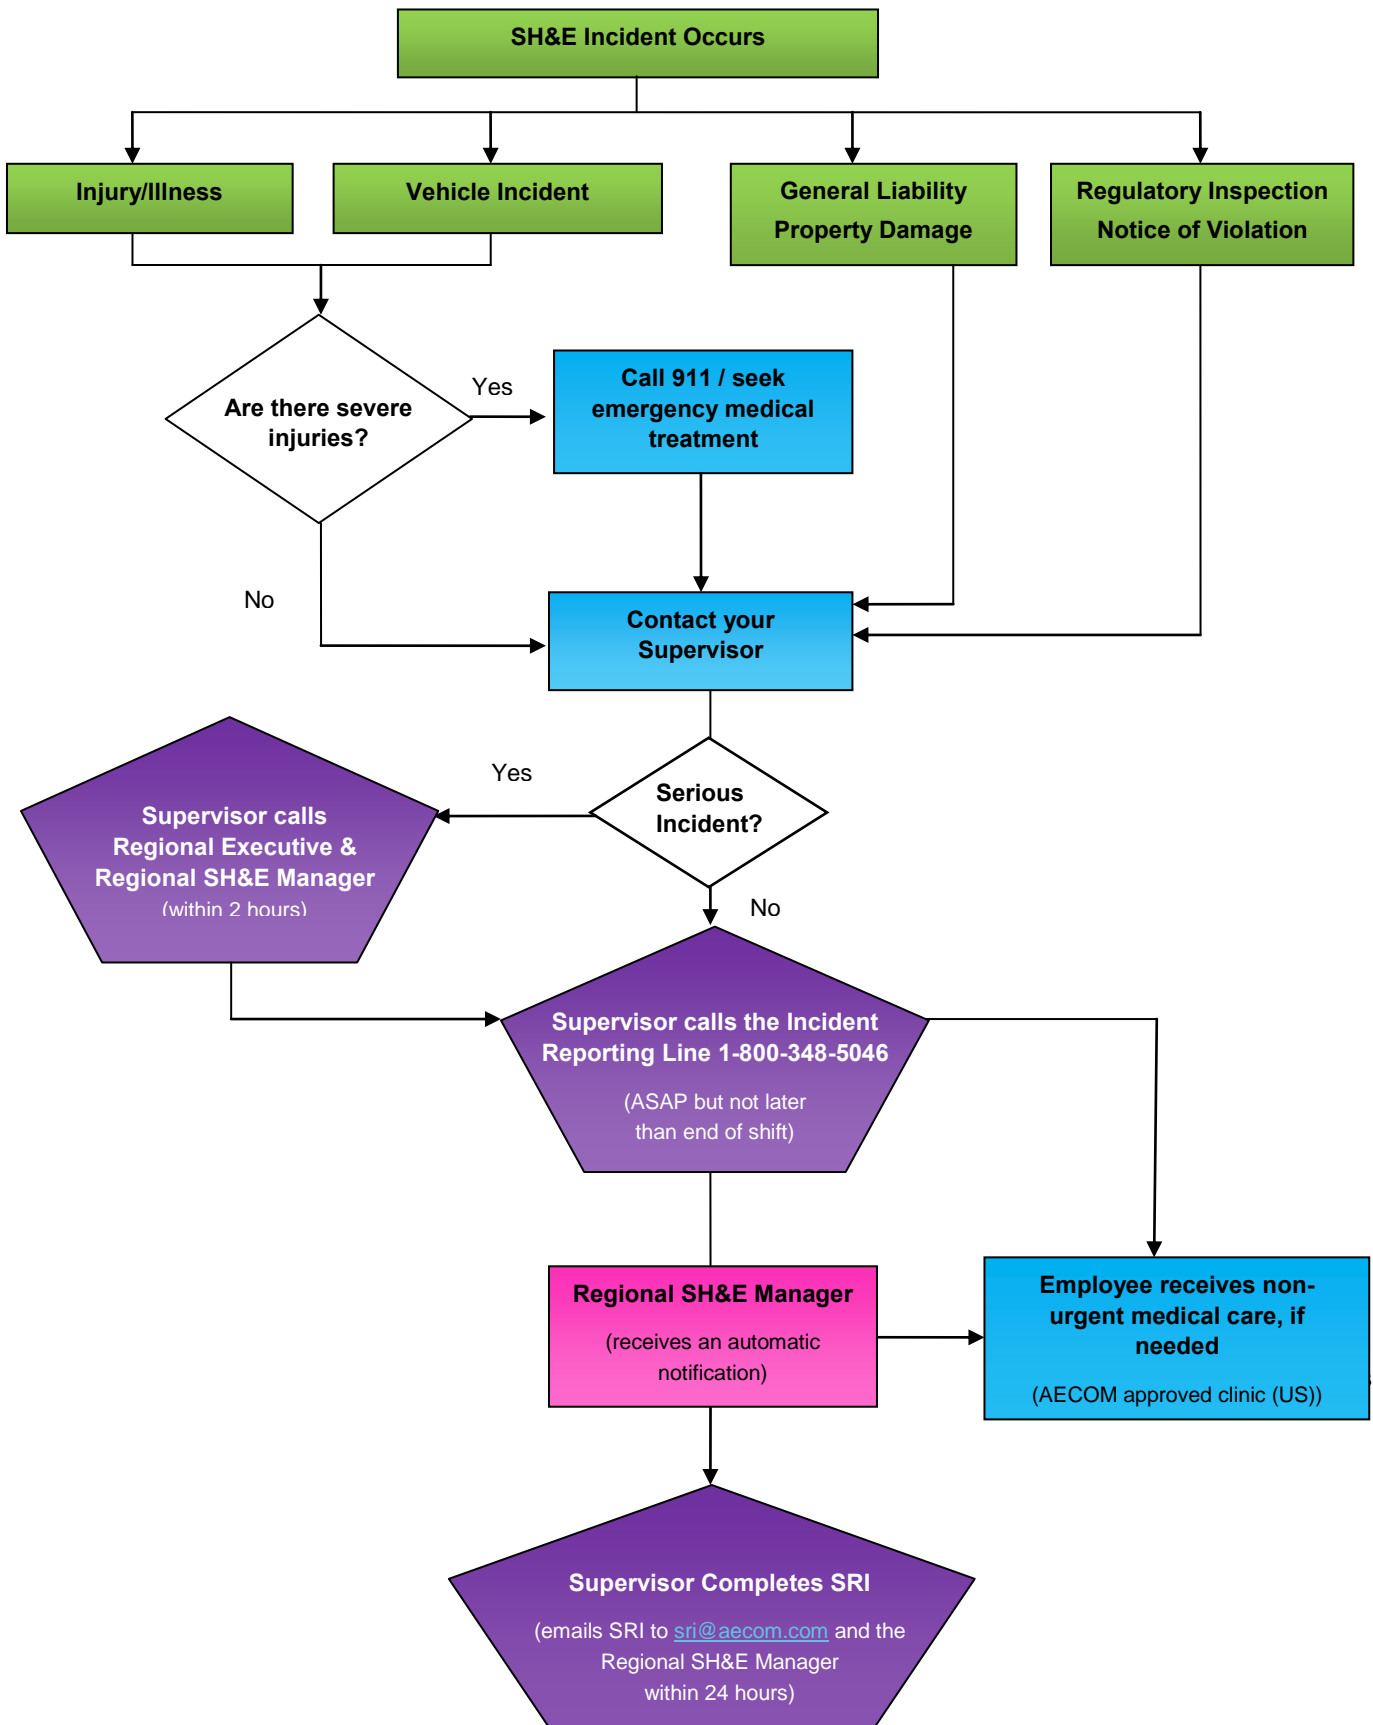 SH&E Incident Occurs
Injury/Illness
Vehicle Incident
General Liability
Property Damage
Regulatory Inspection
Notice of Violation
Are there severe
injuries?
Yes
Call 911 / seek
emergency medical
treatment
No
Contact your
Supervisor
Serious
Incident?
Yes
Supervisor calls
Regional Executive &
Regional SH&E Manager
(within 2 hours)
No
Supervisor calls the Incident
Reporting Line 1-800-348-5046
(ASAP but not later
than end of shift)
Regional SH&E Manager
(receives an automatic
notification)
Employee receives non-
urgent medical care, if
needed
(AECOM approved clinic (US))
Supervisor Completes SRI
(emails SRI to sri@aecom.com and the
Regional SH&E Manager
within 24 hours)